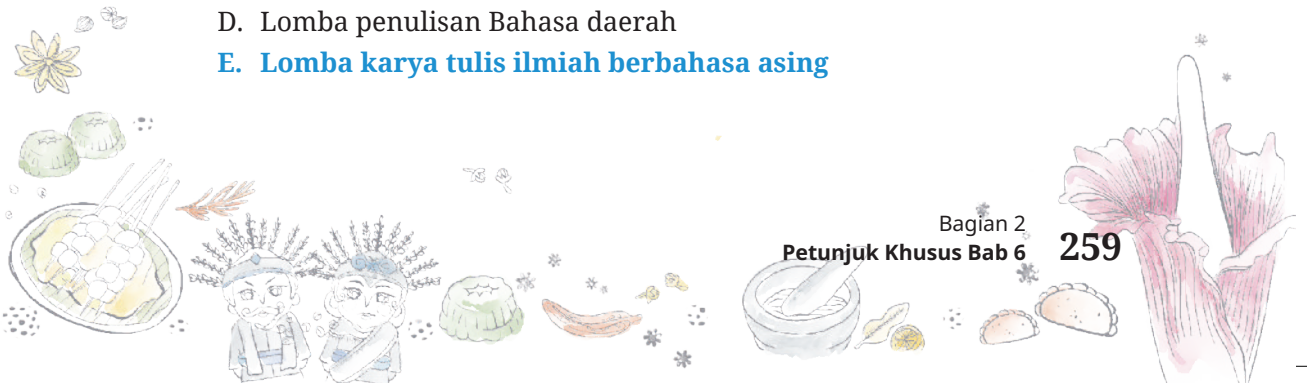 D. Lomba penulisan Bahasa daerah
E. Lomba karya tulis ilmiah berbahasa asing
Bagian 2
Petunjuk Khusus Bab 6
259